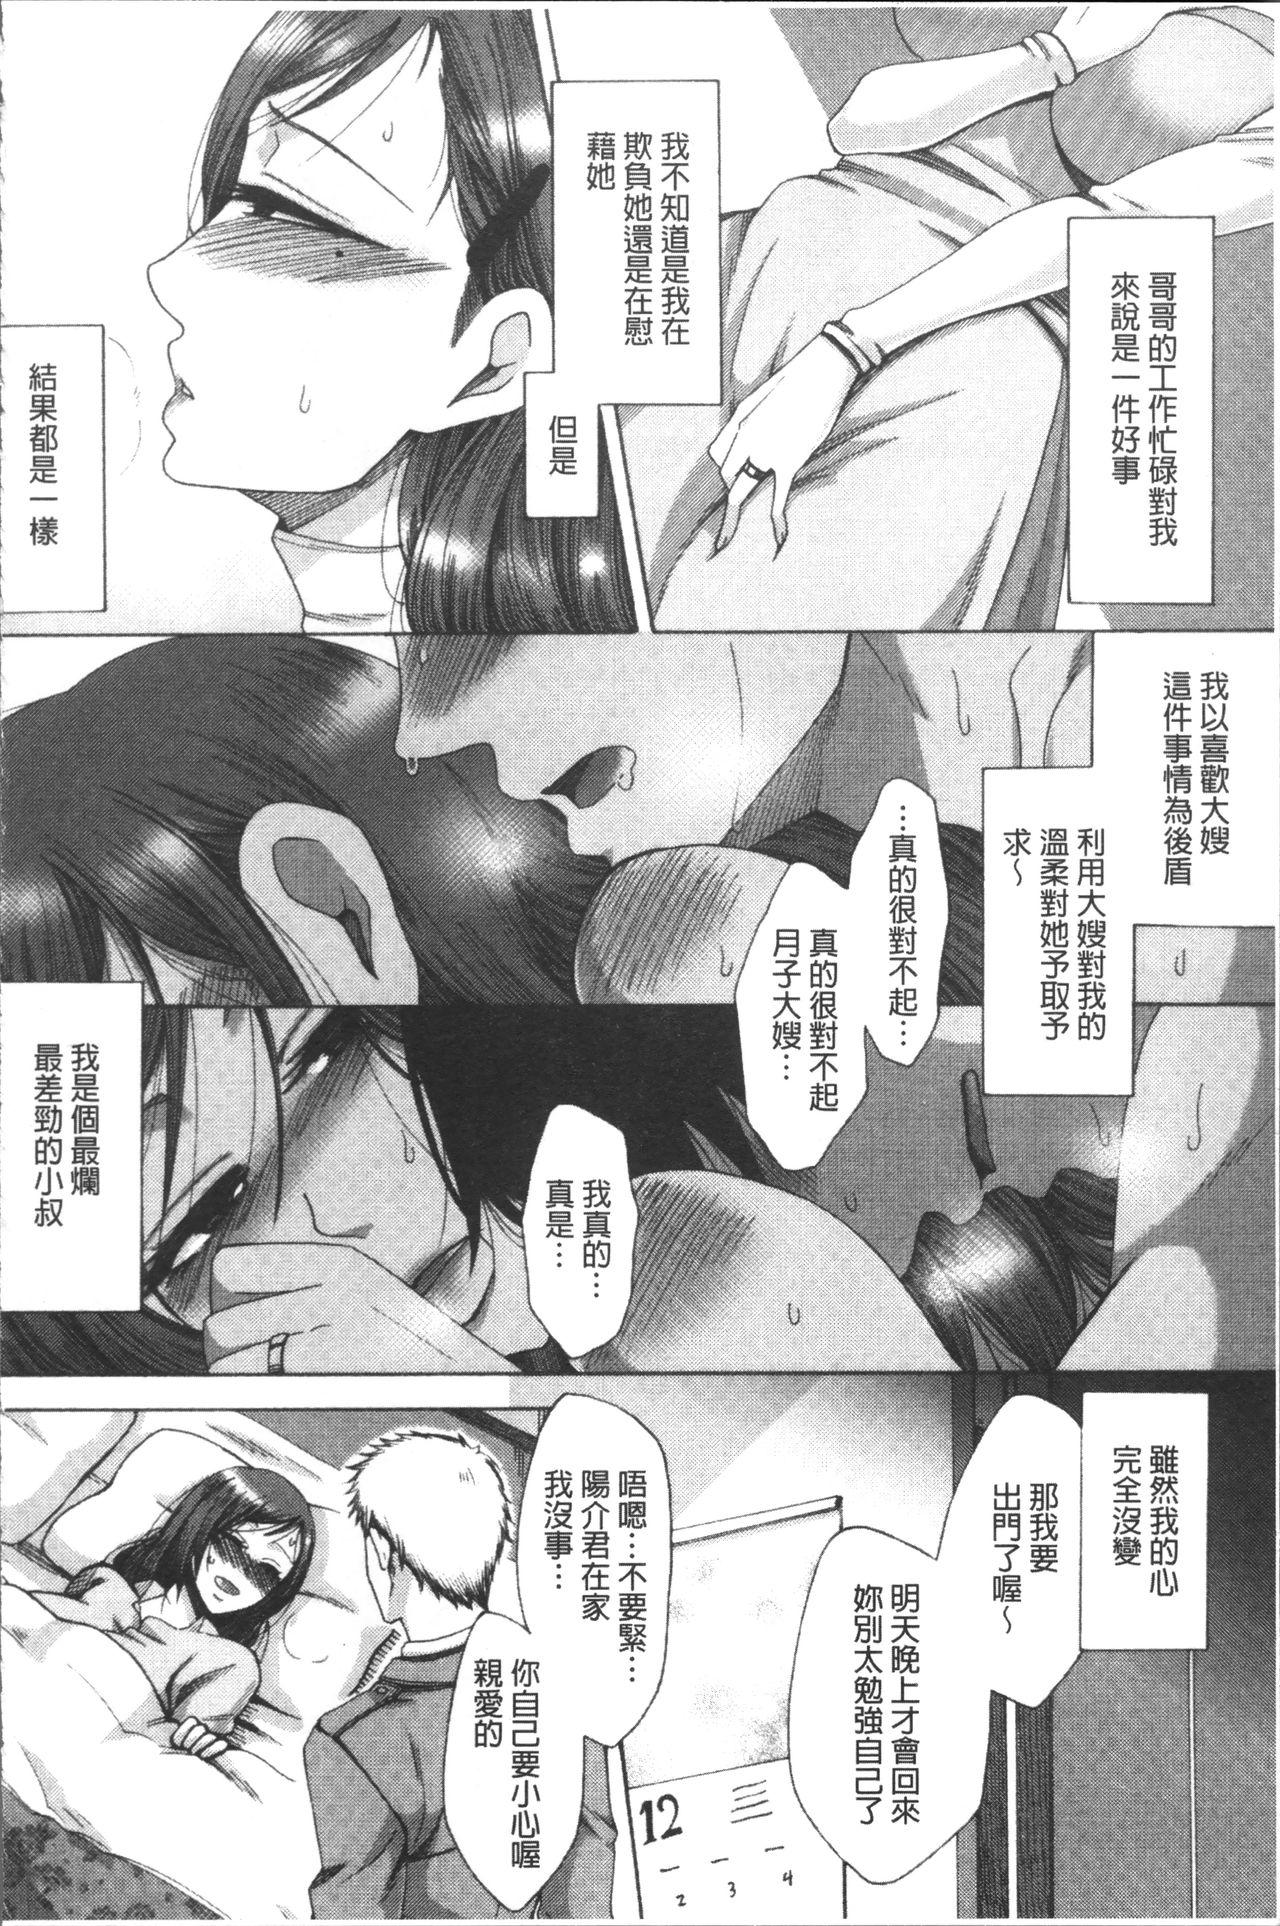 哥哥的工作忙碌對我
來說是一件好事
我不知道是我在
欺負她還是在慰
藉她
但是
結果都是一樣
我以喜歡大嫂
這件事情為後盾
利用大嫂對我的
溫柔對她予取予
求～
…真的很對不起…
真的很對不起
月子大嫂…
我真的…
真是…
我是個最爛
最差勁的小叔
雖然我的心
完全沒變
那我要
出門了喔～
明天晚上才會回來
妳別太勉強自己了
唔嗯…不要緊…
陽介君在家
我沒事…
你自己要小心喔
親愛的
12
三
一 一 一
2 3 4